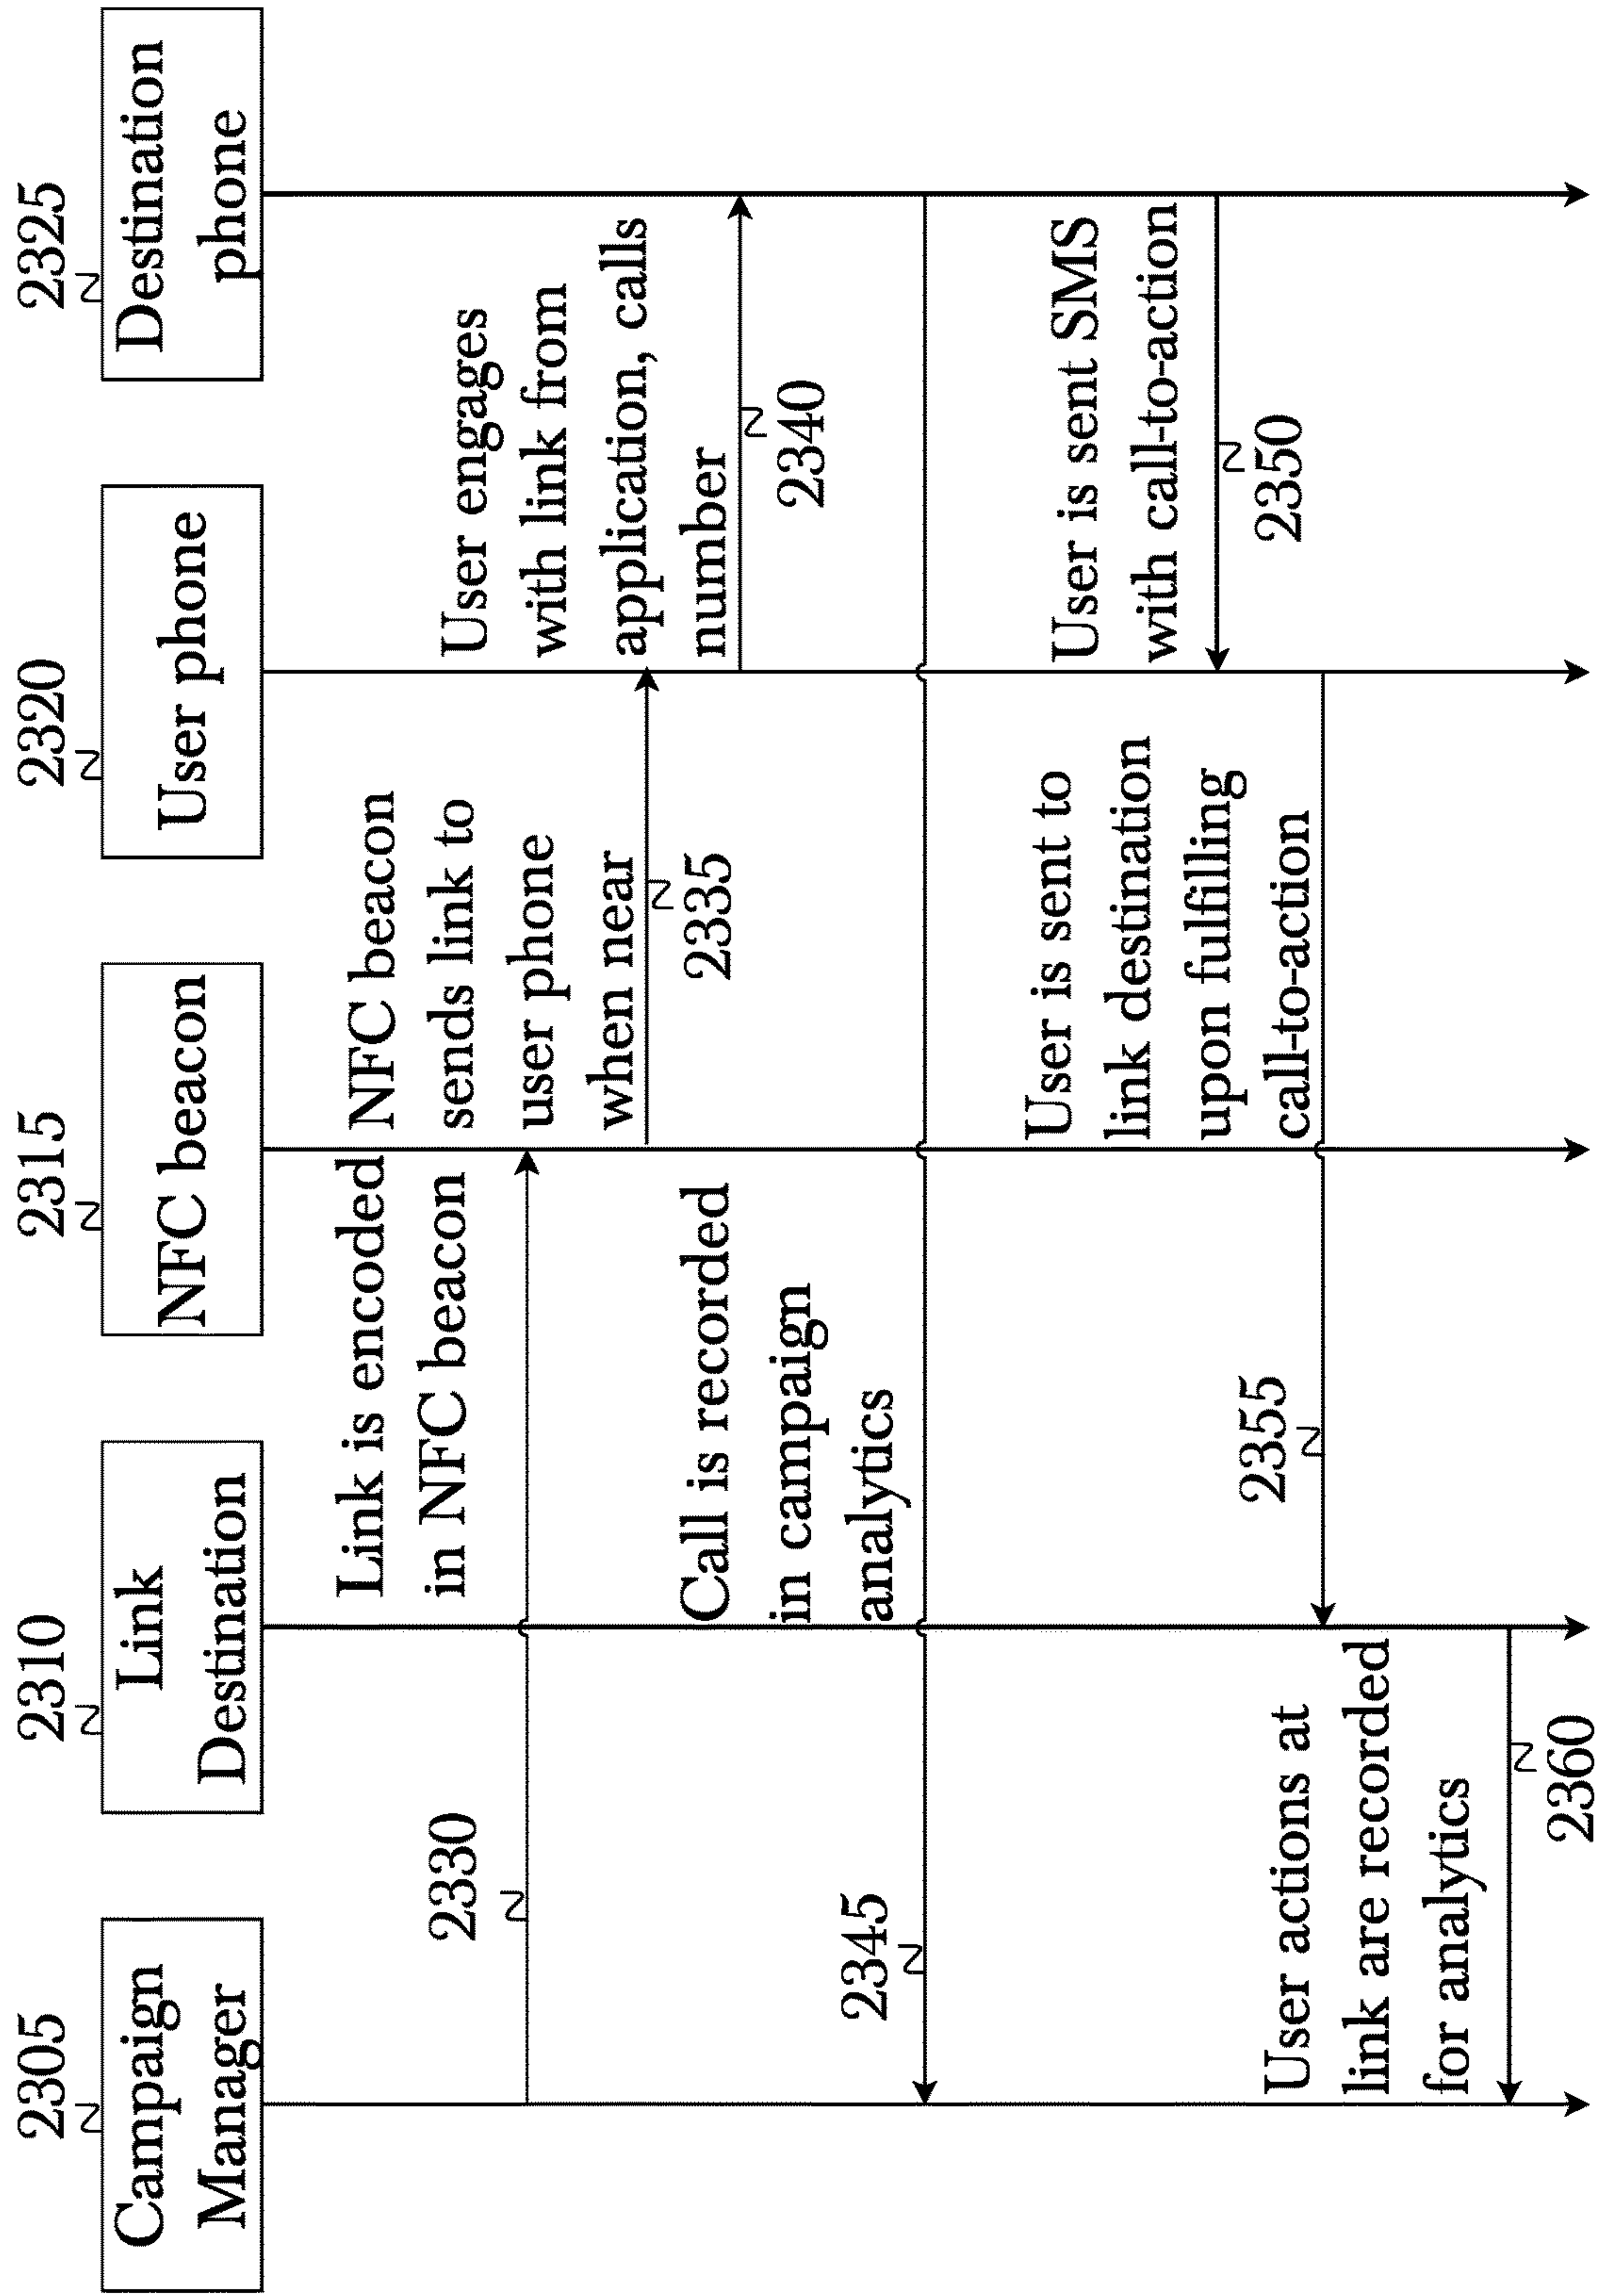 2305
2310
2315
2320
2325
Campaign
Manager
Link
Destination
NFC beacon
User phone
Destination
phone
Link is encoded
in NFC beacon
2330
NFC beacon
sends link to
user phone
when near
2335
User engages
with link from
application, calls
number
2340
Call is recorded
in campaign
analytics
2345
User is sent SMS
with call-to-action
2350
User is sent to
link destination
upon fulfilling
call-to-action
2355
User actions at
link are recorded
for analytics
2360